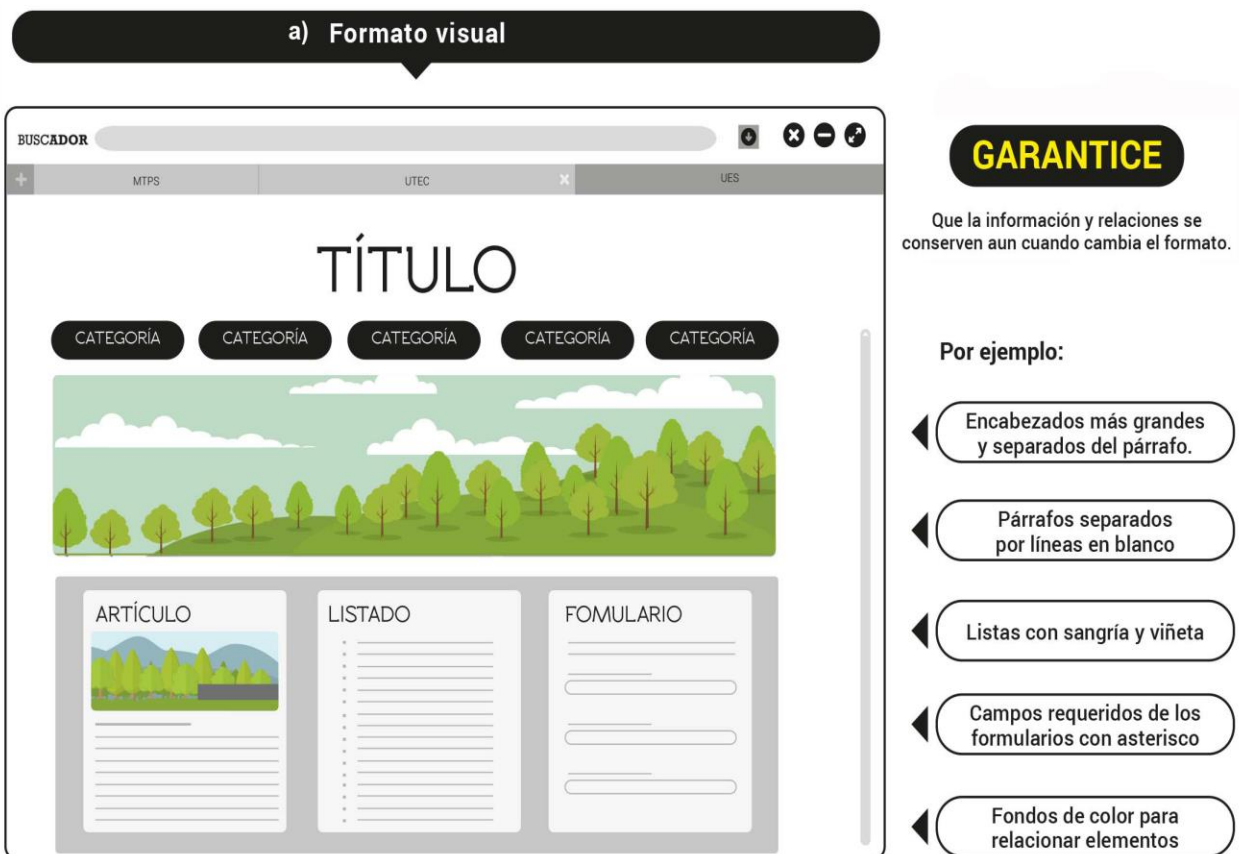 a) Formato visual
BUSCADOR
MTPS
UTEC
UES
TÍTULO
CATEGORÍA
CATEGORÍA
CATEGORÍA
CATEGORÍA
CATEGORÍA
ARTÍCULO
LISTADO
FOMULARIO
GARANTICE
Que la información y relaciones se
conserven aun cuando cambia el formato.
Por ejemplo:
Encabezados más grandes
y separados del párrafo.
Párrafos separados
por líneas en blanco
Listas con sangría y viñeta
Campos requeridos de los
formularios con asterisco
Fondos de color para
relacionar elementos